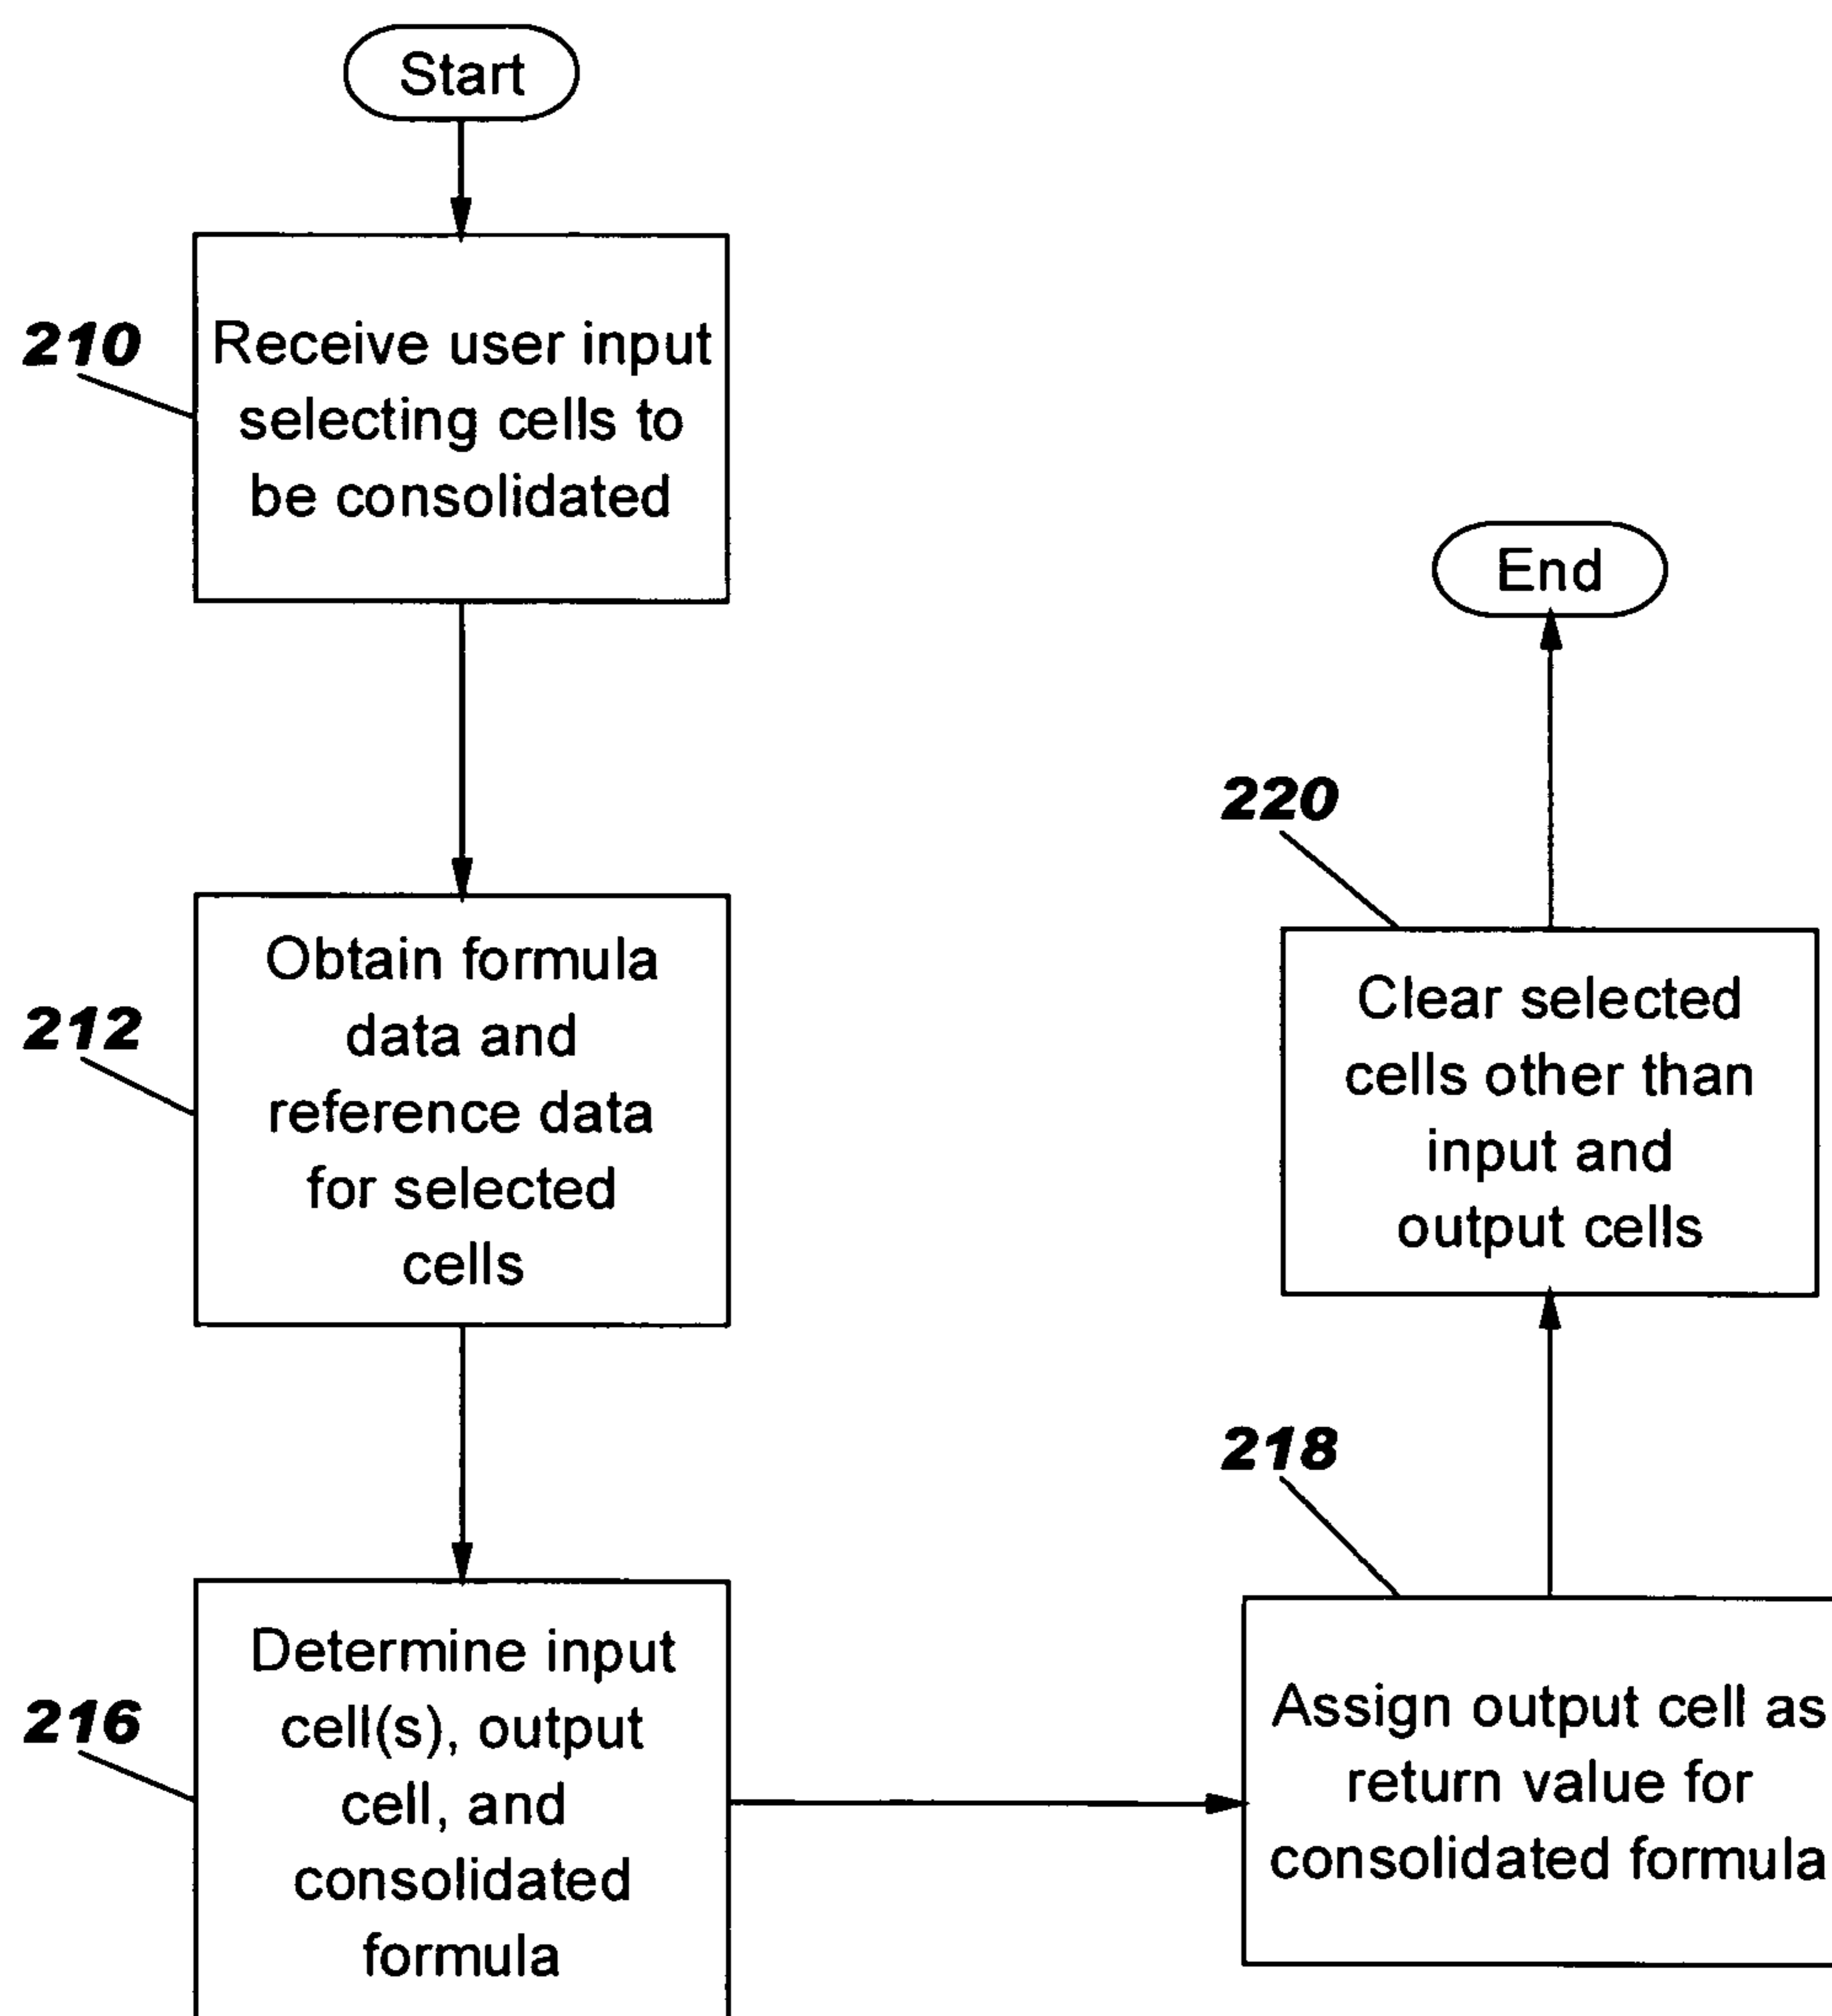 Start
210
Receive user input
selecting cells to
be consolidated
212
Obtain formula
data and
reference data
for selected
cells
216
Determine input
cell(s), output
cell, and
consolidated
formula
218
Assign output cell as
return value for
consolidated formula
220
Clear selected
cells other than
input and
output cells
End